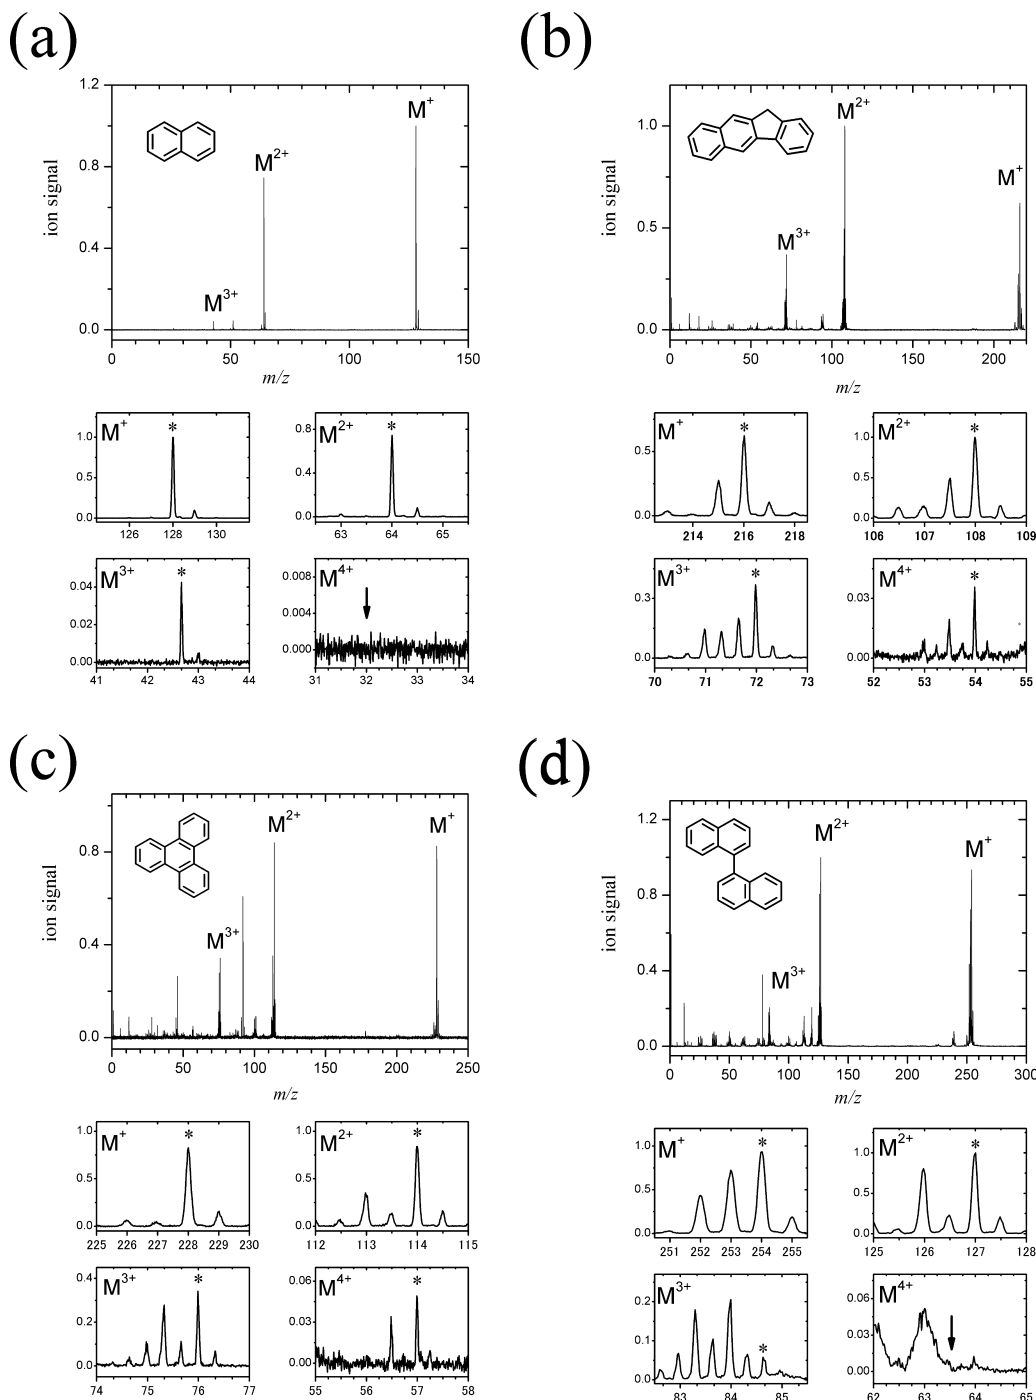 (a)
1.2
0.8
0.4
0.0
ion signal
M+
M2+
M3+
0 50 100 150
m/z
M+
*
1.0
0.5
0.0
126 128 130
M2+
*
0.8
0.4
0.0
63 64 65
M3+
*
0.04
0.02
0.00
41 42 43 44
M4+
0.008
0.004
0.000
31 32 33 34
(b)
1.0
0.5
0.0
ion signal
M2+
M+
M3+
0 50 100 150 200
m/z
M+
*
0.5
0.0
214 216 218
M2+
*
1.0
0.5
0.0
106 107 108 109
M3+
*
0.3
0.0
70 71 72 73
M4+
*
0.03
0.00
52 53 54 55
(c)
0.8
0.4
0.0
ion signal
M2+
M+
M3+
0 50 100 150 200 250
m/z
M+
*
1.0
0.5
0.0
225 226 227 228 229 230
M2+
*
1.0
0.5
0.0
112 113 114 115
M3+
*
0.4
0.2
0.0
74 75 76 77
M4+
*
0.06
0.03
0.00
55 56 57 58
(d)
1.2
0.8
0.4
0.0
ion signal
M2+
M+
M3+
0 50 100 150 200 250 300
m/z
M+
*
1.0
0.5
0.0
251 252 253 254 255
M2+
*
1.0
0.5
0.0
125 126 127 128
M3+
*
0.2
0.1
0.0
83 84 85
M4+
0.06
0.03
0.00
62 63 64 65